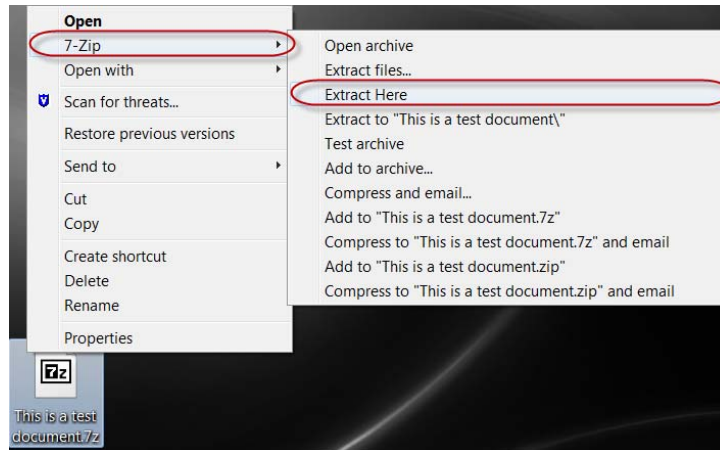 Open
7-Zip
Open with
Scan for threats...
Restore previous versions
Send to
Cut
Copy
Create shortcut
Delete
Rename
Properties
Open archive
Extract files...
Extract Here
Extract to "This is a test document\"
Test archive
Add to archive...
Compress and email...
Add to "This is a test document.7z"
Compress to "This is a test document.7z" and email
Add to "This is a test document.zip"
Compress to "This is a test document.zip" and email
7z
This is a test
document.7z